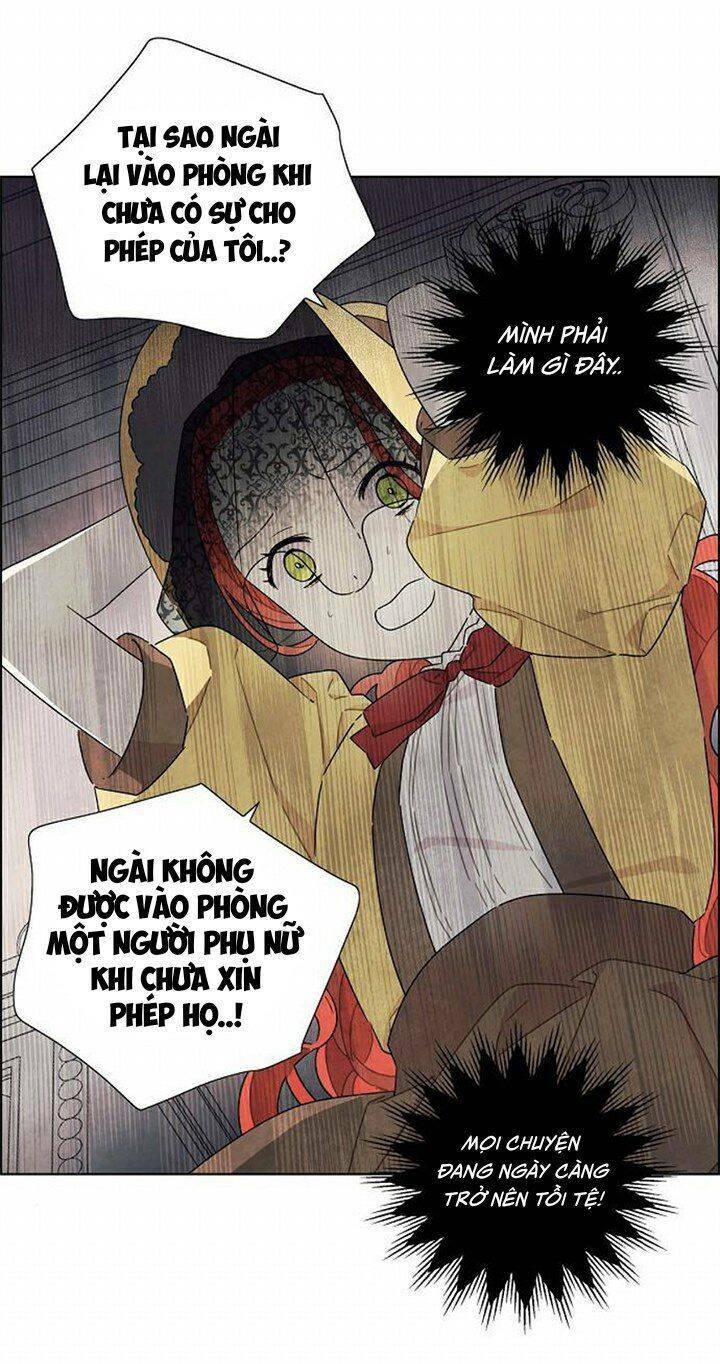 TẠI SAO NGÀI
LẠI VÀO PHÒNG KHI
CHƯA CÓ SỰ CHO
PHÉP CỦA TÔI..?
MÌNH PHẢI
LÀM GÌ ĐÂY..
NGÀI KHÔNG
ĐƯỢC VÀO PHÒNG
MỘT NGƯỜI PHỤ NỮ
KHI CHƯA XIN
PHÉP HỌ..!
MỌI CHUYỆN
ĐANG NGÀY CÀNG
TRỞ NÊN TỒI TỆ!